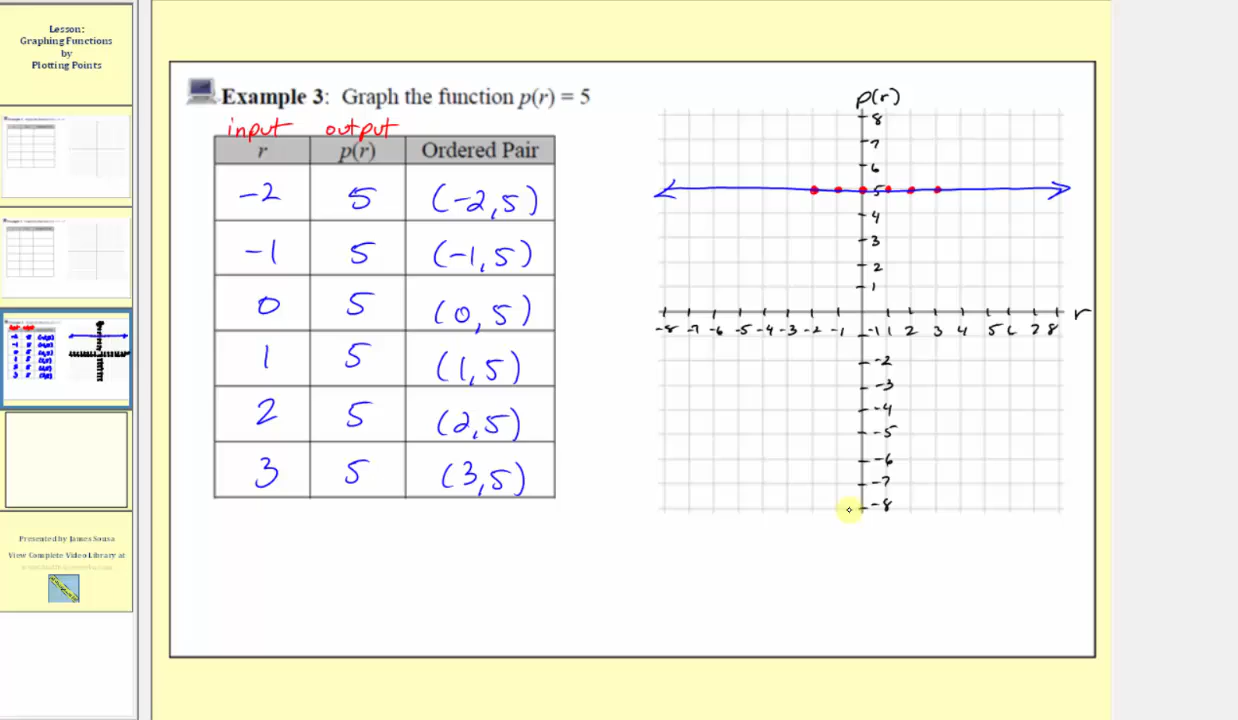 Lesson:
Graphing Functions
by
Plotting Points
Presented by James Sousa
View Complete Video Library at
Example 3: Graph the function p(r) = 5
input output
r p(r) Ordered Pair
-2 5 (-2,5)
-1 5 (-1,5)
0 5 (0,5)
1 5 (1,5)
2 5 (2,5)
3 5 (3,5)
p(r)
8
7
6
5
4
3
2
1
-8 -7 -6 -5 -4 -3 -2 -1 1 2 3 4 5 6 7 8 r
-1
-2
-3
-4
-5
-6
-7
-8